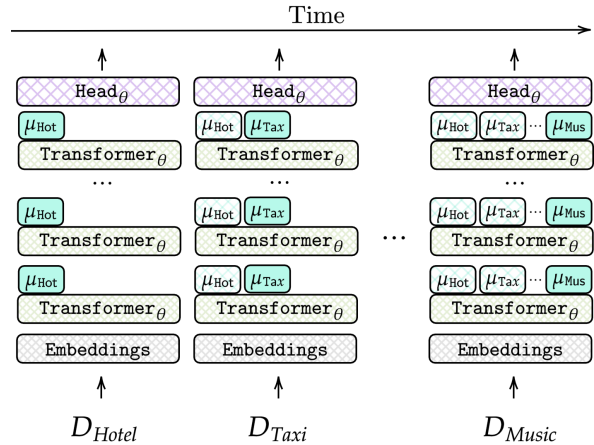 Time
Head_θ Head_θ Head_θ
μ_Hot μ_Hot μ_Tax μ_Hot μ_Tax ... μ_Mus
Transformer_θ Transformer_θ Transformer_θ
... ... ...
μ_Hot μ_Hot μ_Tax μ_Hot μ_Tax ... μ_Mus
Transformer_θ Transformer_θ ... Transformer_θ
μ_Hot μ_Hot μ_Tax μ_Hot μ_Tax ... μ_Mus
Transformer_θ Transformer_θ Transformer_θ
Embeddings Embeddings Embeddings
D_Hotel D_Taxi D_Music